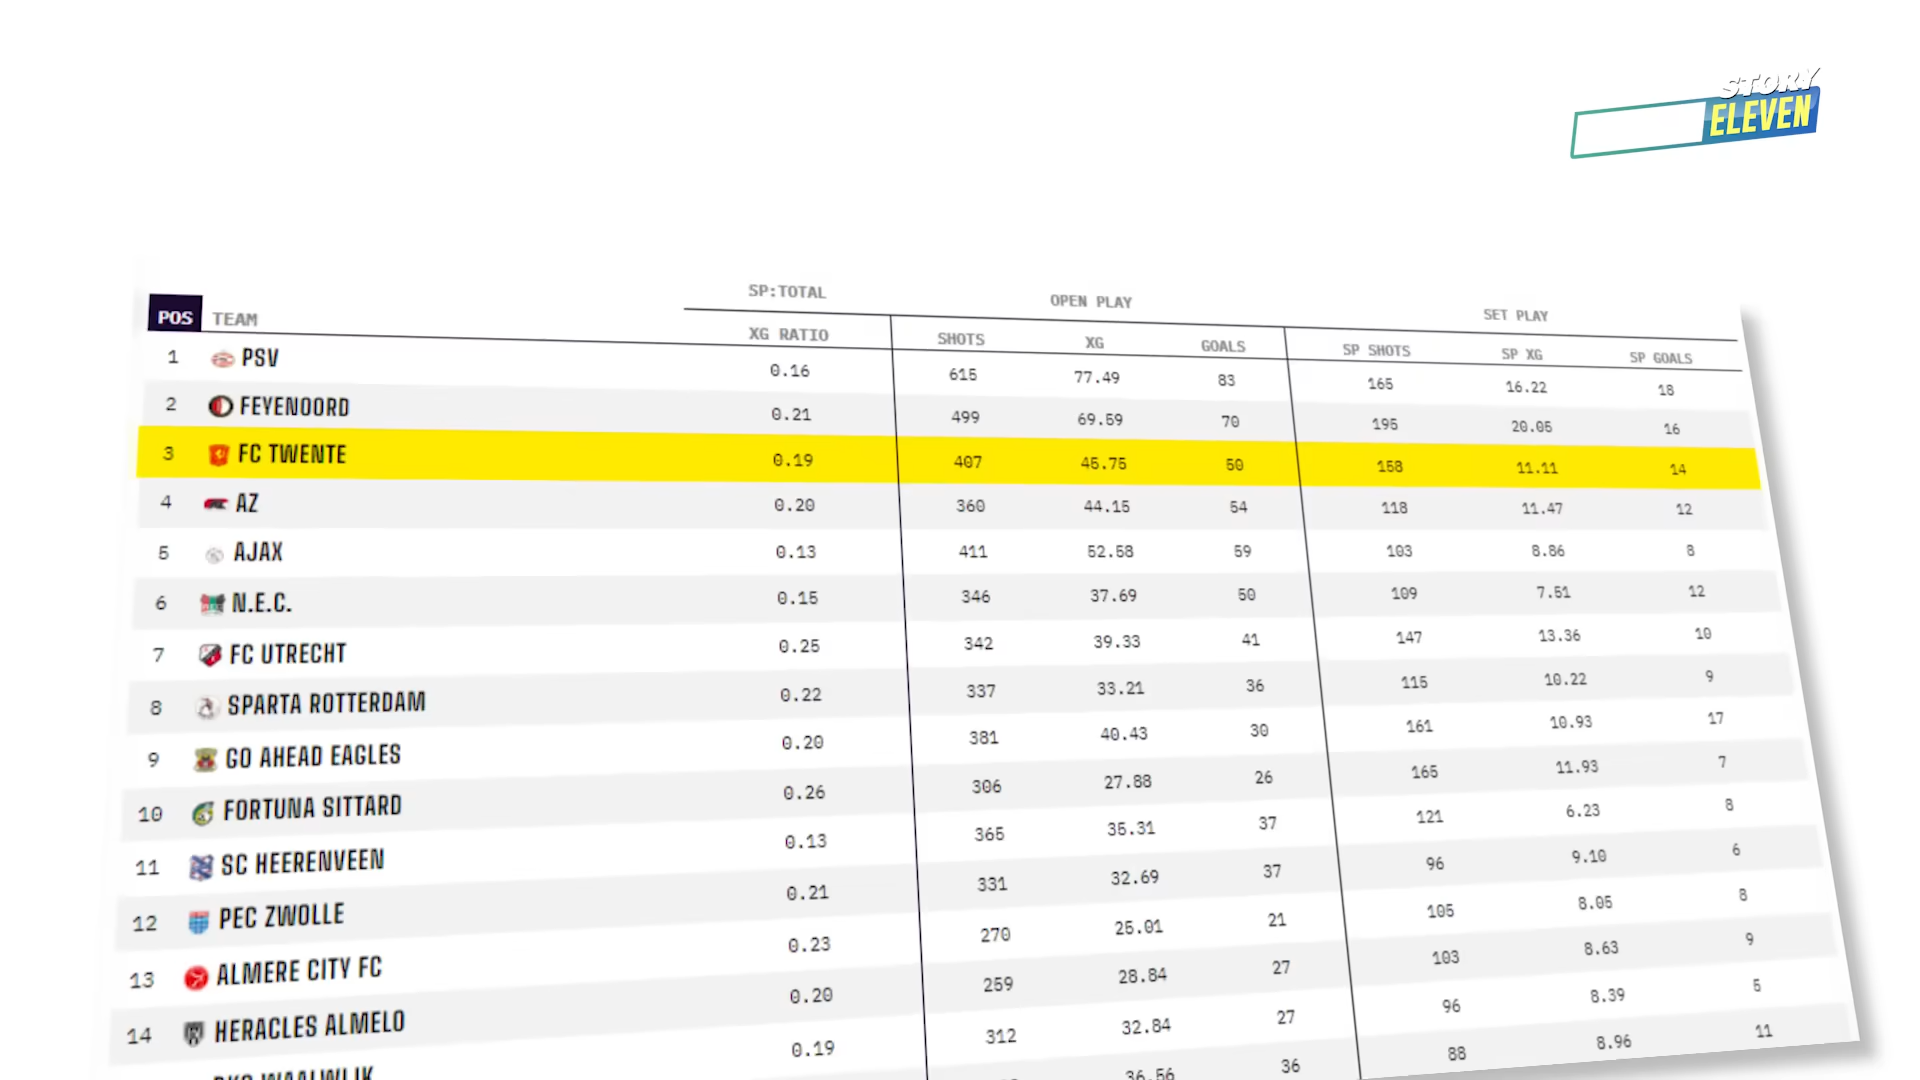 STORY
ELEVEN
SP:TOTAL OPEN PLAY SET PLAY
POS TEAM XG RATIO SHOTS XG GOALS SP SHOTS SP XG SP GOALS
1 PSV 0.16 615 77.49 83 165 16.22 18
2 FEYENOORD 0.21 499 69.59 70 195 20.05 16
3 FC TWENTE 0.19 407 45.75 50 158 11.11 14
4 AZ 0.20 360 44.15 54 118 11.47 12
5 AJAX 0.13 411 52.58 59 103 8.86 8
6 N.E.C. 0.15 346 37.69 50 109 7.51 12
7 FC UTRECHT 0.25 342 39.33 41 147 13.36 10
8 SPARTA ROTTERDAM 0.22 337 33.21 36 115 10.22 9
9 GO AHEAD EAGLES 0.20 381 40.43 30 161 10.93 17
10 FORTUNA SITTARD 0.26 306 27.88 26 165 11.93 7
11 SC HEERENVEEN 0.13 365 35.31 37 121 6.23 8
12 PEC ZWOLLE 0.21 331 32.69 37 96 9.10 6
13 ALMERE CITY FC 0.23 270 25.01 21 105 8.05 8
14 HERACLES ALMELO 0.20 259 28.84 27 103 8.63 9
RKC WAALWIJK 0.19 312 32.84 27 96 8.39 5
36.56 36 88 8.96 11